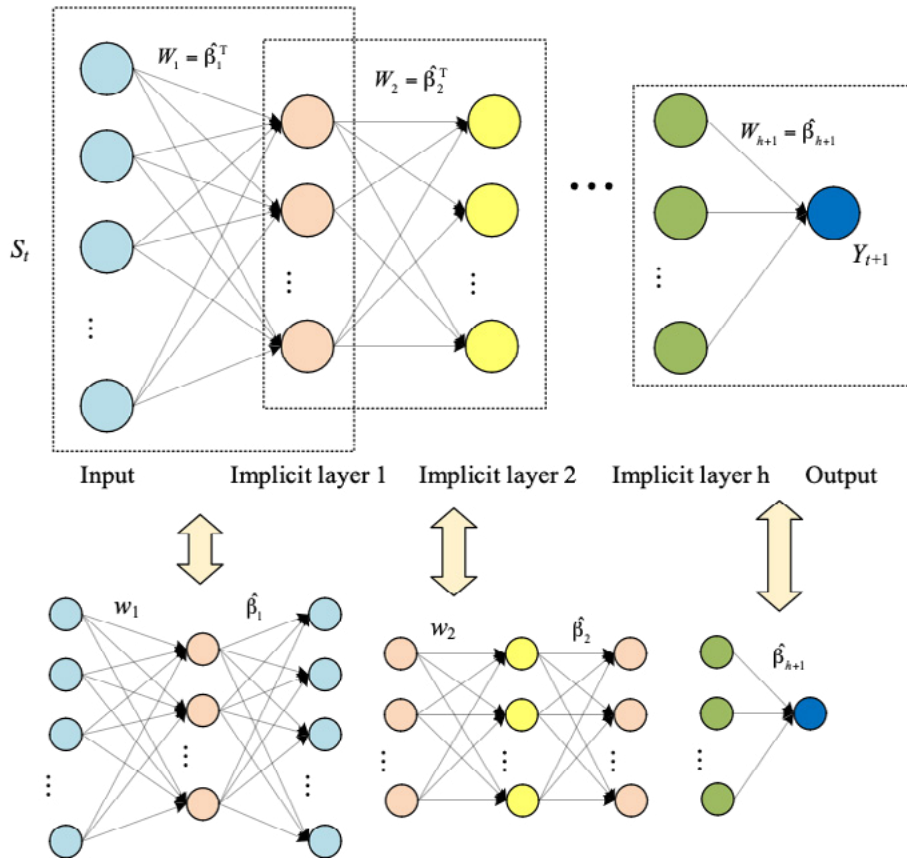 W₁ = β̂₁ᵀ
W₂ = β̂₂ᵀ
Wₕ₊₁ = β̂ₕ₊₁
Sₜ
Yₜ₊₁
Input Implicit layer 1 Implicit layer 2 Implicit layer h Output
w₁ β̂₁
w₂ β̂₂
β̂ₕ₊₁